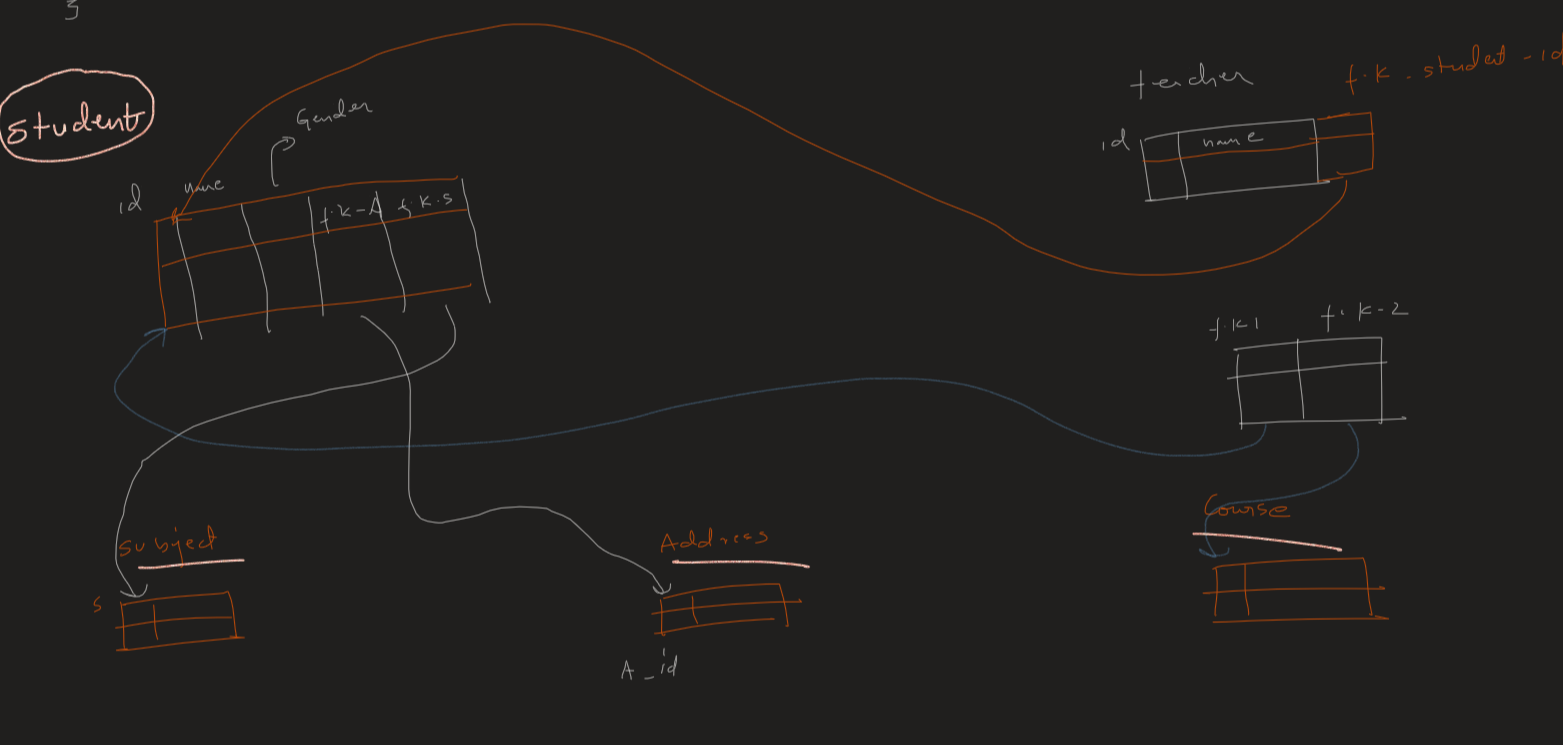 3
student
Gender
id
name
f.k-A
f.k.s
teacher
f.k. student-id
id
name
f.k1
f.k-2
subject
s
Address
A_id
Course